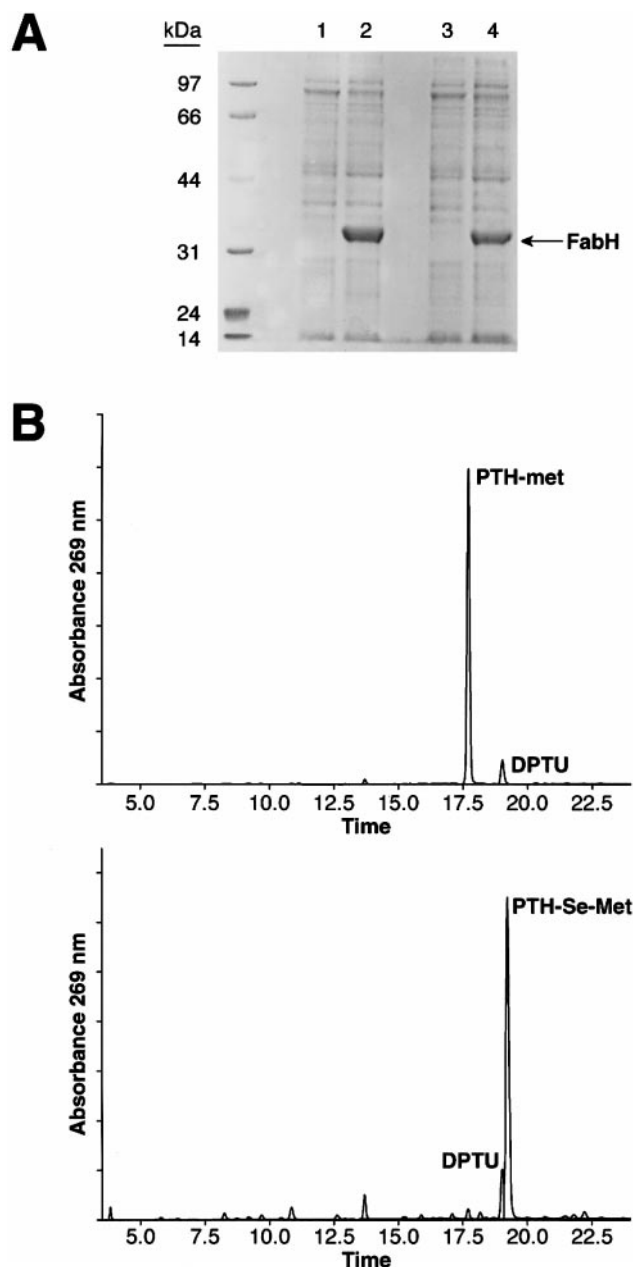 A
kDa 1 2 3 4
97
66
44
31
24
14
FabH
B
Absorbance 269 nm
PTH-met
DPTU
5.0 7.5 10.0 12.5 15.0 17.5 20.0 22.5
Time
Absorbance 269 nm
PTH-Se-Met
DPTU
5.0 7.5 10.0 12.5 15.0 17.5 20.0 22.5
Time